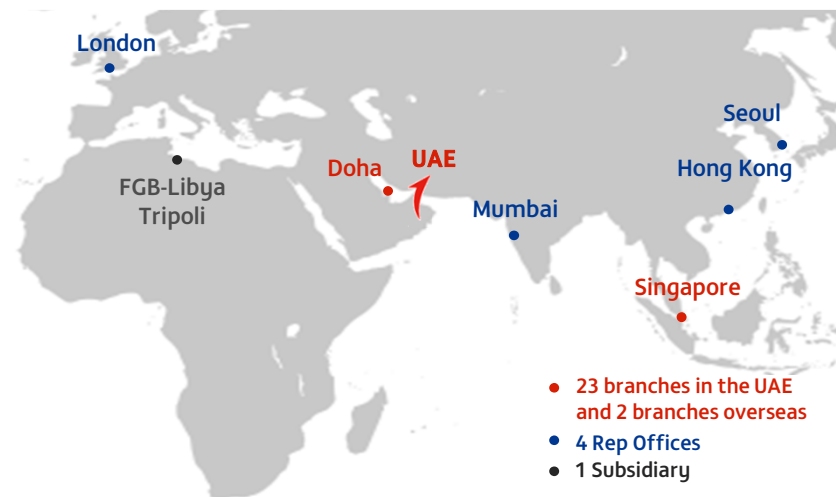 London
Seoul
UAE
Doha
Hong Kong
FGB-Libya
Tripoli
Mumbai
Singapore
23 branches in the UAE
and 2 branches overseas
4 Rep Offices
1 Subsidiary